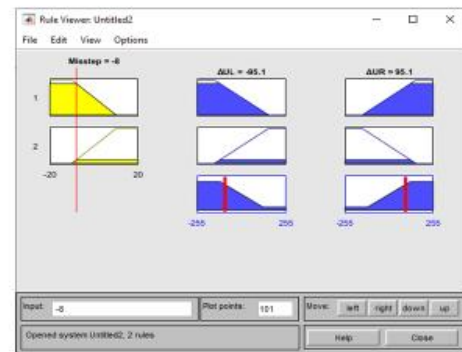 Rule Viewer: Untitled2
File Edit View Options
Misstep = -8
ΔUL = -95.1
ΔUR = 95.1
1
2
-20 20
-255 255
-255 255
Input: -8
Plot points: 101
Move: left right down up
Opened system Untitled2, 2 rules
Help Close